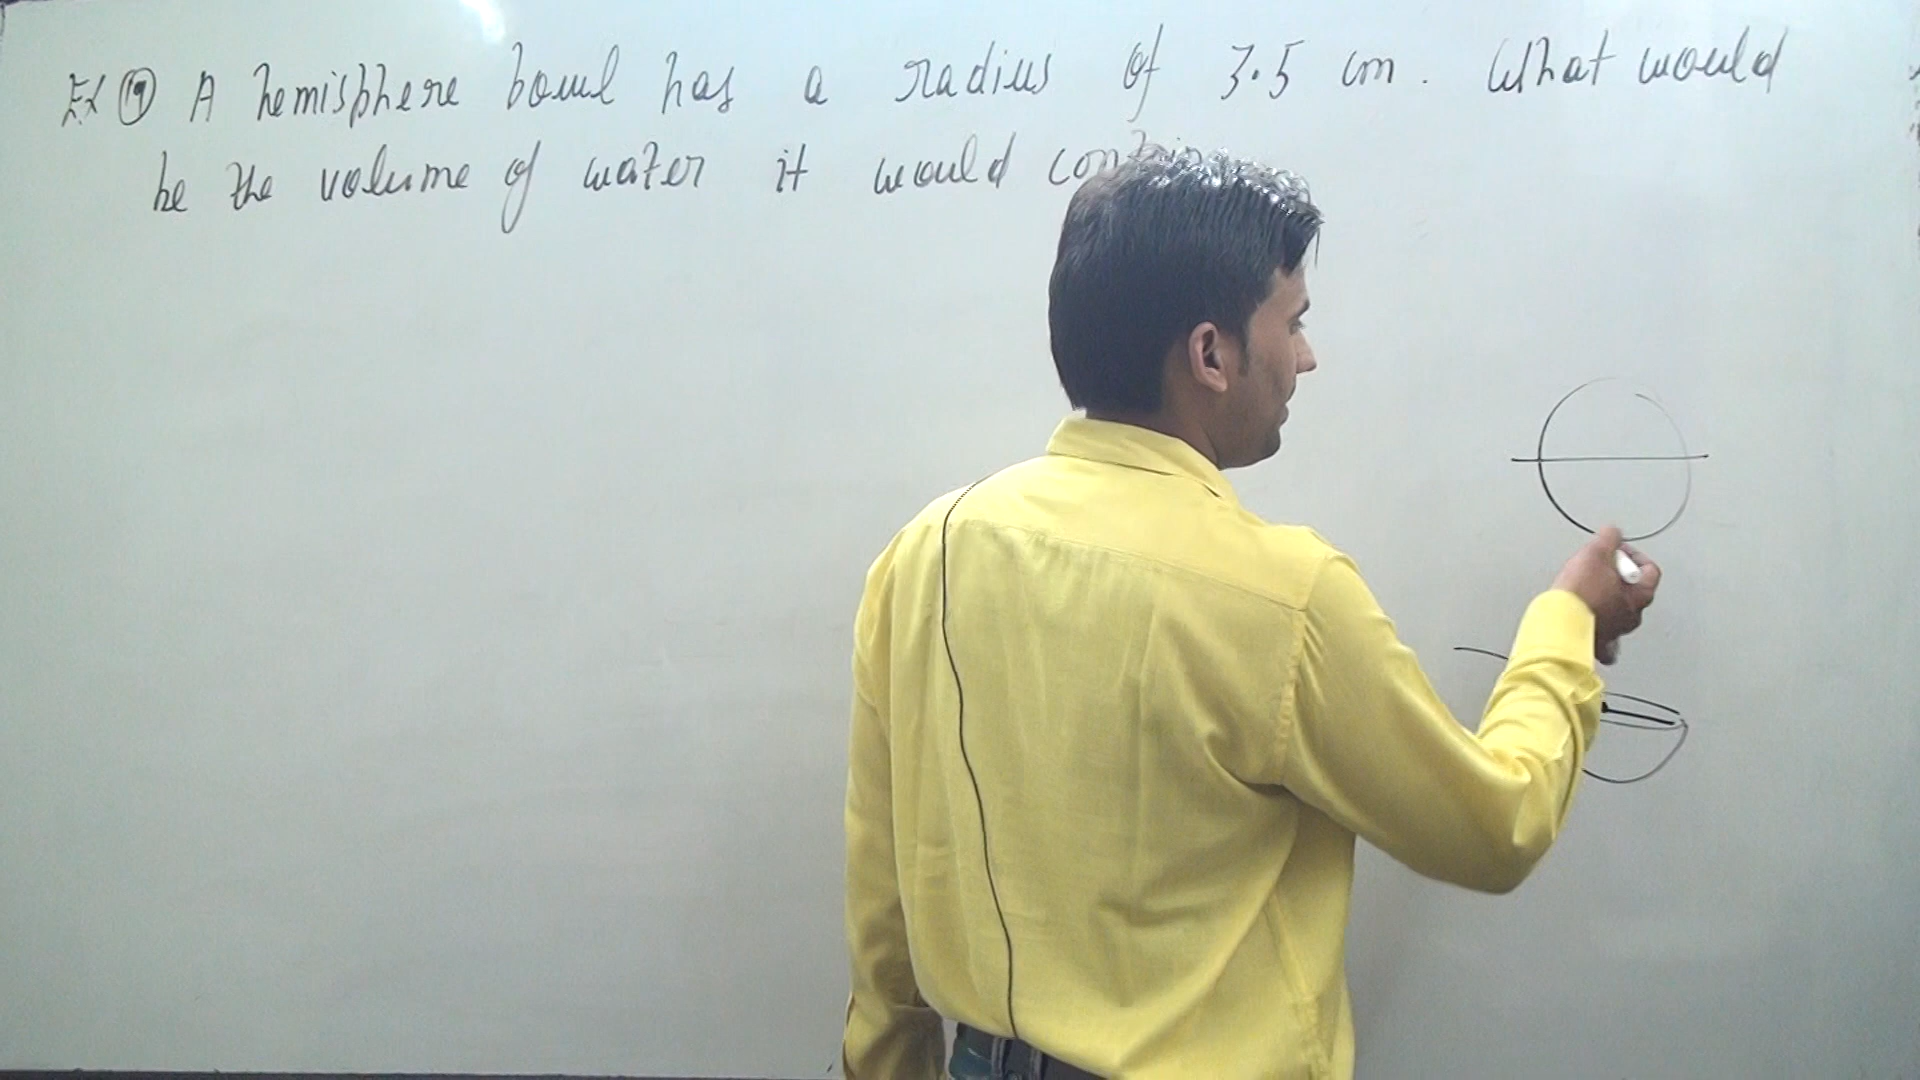 Ex 19 A hemisphere bowl has a radius of 3.5 cm. What would
be the volume of water it would contain